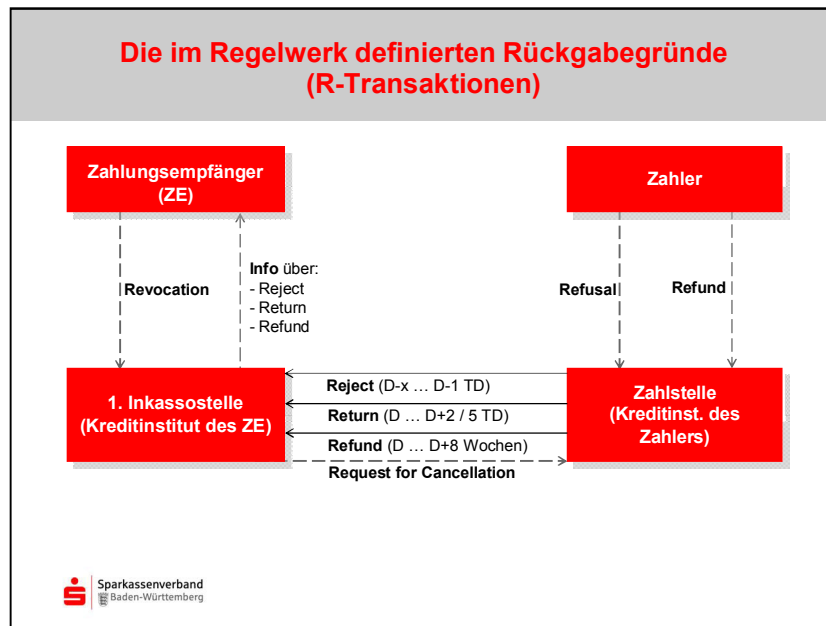 Die im Regelwerk definierten Rückgabegründe
(R-Transaktionen)
Zahlungsempfänger
(ZE)
Zahler
Revocation
Info über:
- Reject
- Return
- Refund
Refusal
Refund
1. Inkassostelle
(Kreditinstitut des ZE)
Reject (D-x … D-1 TD)
Return (D … D+2 / 5 TD)
Refund (D … D+8 Wochen)
Request for Cancellation
Zahlstelle
(Kreditinst. des
Zahlers)
Sparkassenverband
Baden-Württemberg